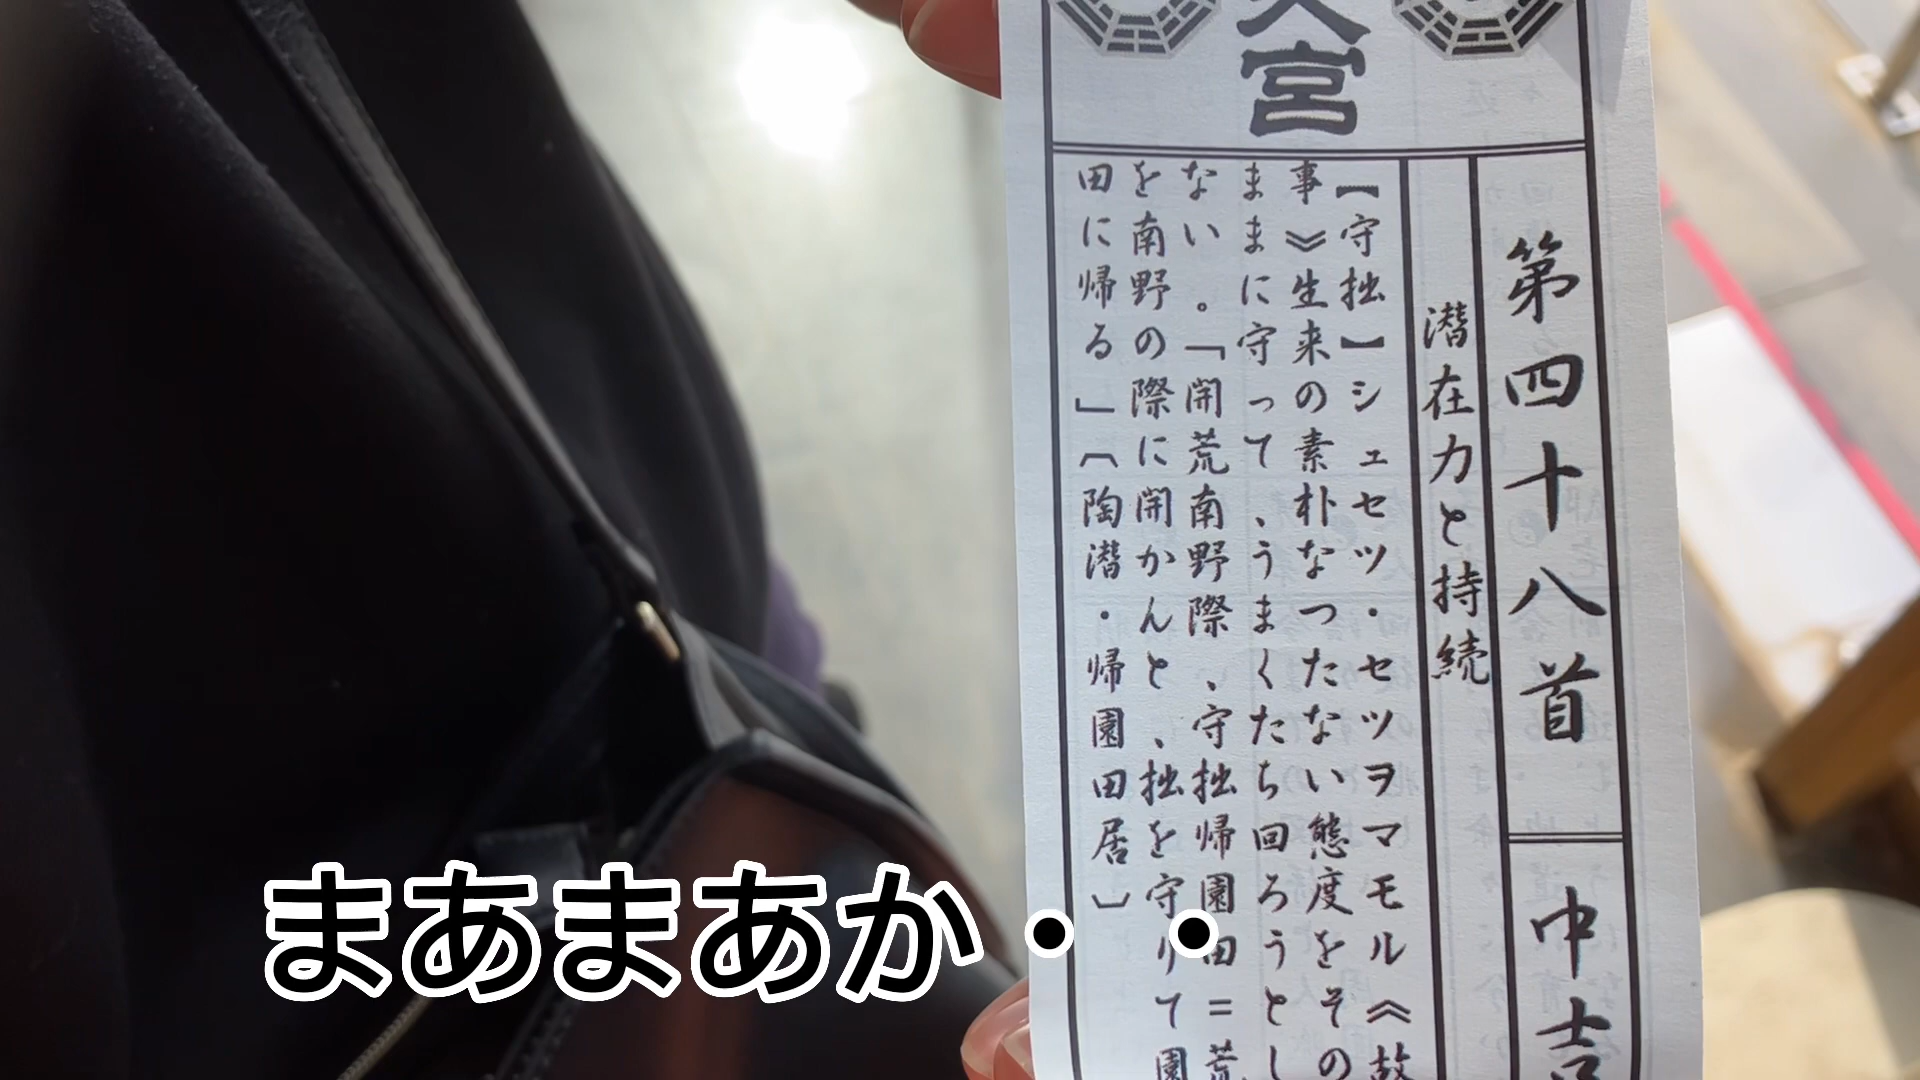 宮
第四十八首
中吉
潜在力と持続
【守拙】シュセツ・セツヲマモル《故
事》生来の素朴なつたない態度をその
ままに守って、うまくたち回ろうとし
ない。「開荒南野際、守拙帰園田=荒
を南野の際に開かんと、拙を守りて園
田に帰る」(陶潜・帰園田居)
まあまあか・・